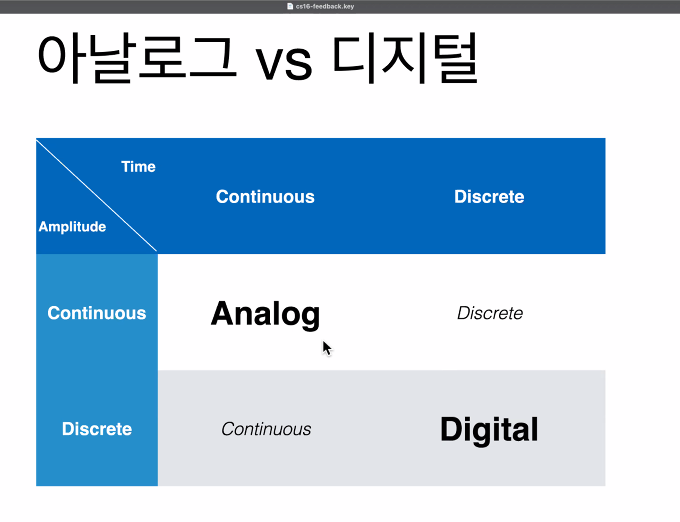 cs16-feedback.key
아날로그 vs 디지털
Time
Amplitude
Continuous
Discrete
Continuous
Analog
Discrete
Discrete
Continuous
Digital